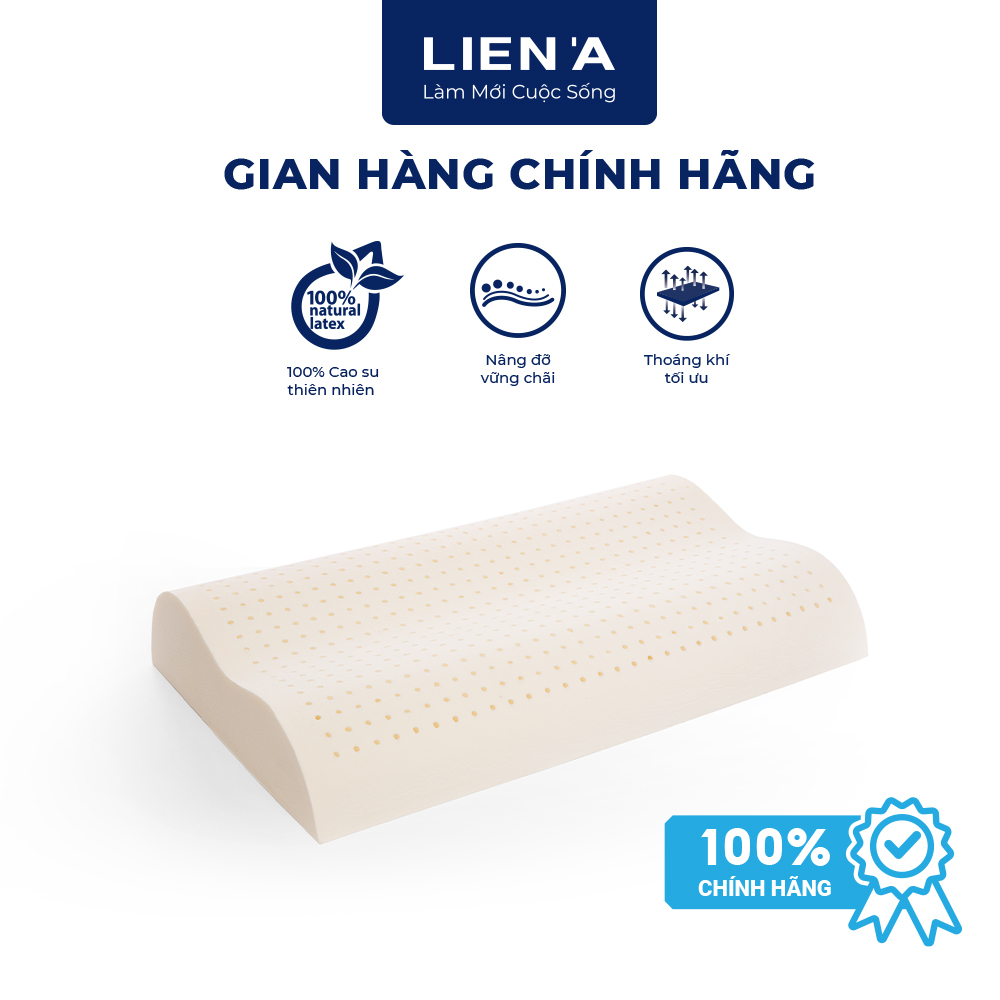 LIEN 'A
Làm Mới Cuộc Sống
GIAN HÀNG CHÍNH HÃNG
100%
natural
latex
100% Cao su
thiên nhiên
Nâng đỡ
vững chãi
Thoáng khí
tối ưu
100%
CHÍNH HÃNG